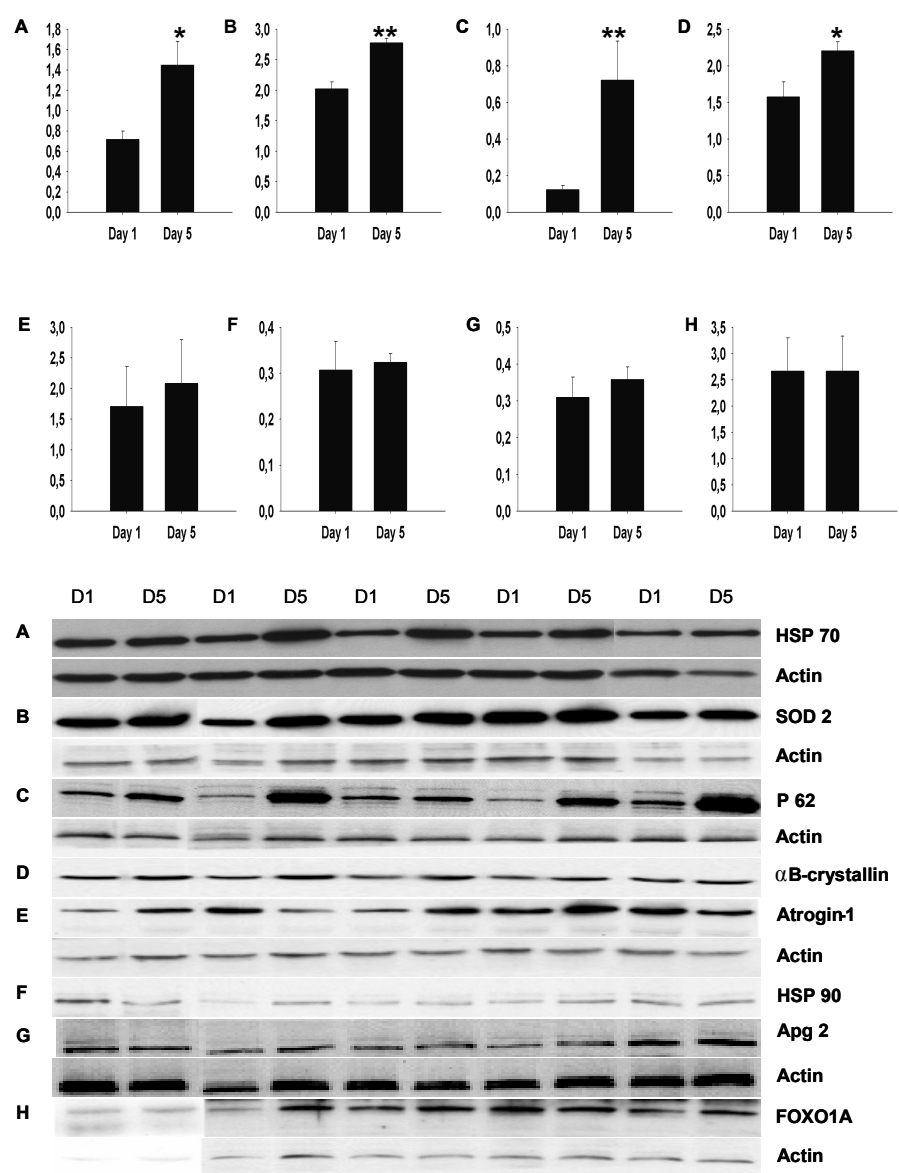 A B C D
1,8 3,0 1,0 2,5
1,6 2,5 0,8 2,0
1,4 2,0 0,6 1,5
1,2 1,5 0,4 1,0
1,0 1,0 0,2 0,5
0,8 0,5 0,0 0,0
0,6 0,0
0,4
0,2
0,0
* ** ** *
Day 1 Day 5 Day 1 Day 5 Day 1 Day 5 Day 1 Day 5
E F G H
3,0 0,4 0,5 3,5
2,5 0,3 0,4 3,0
2,0 0,2 0,3 2,5
1,5 0,1 0,2 2,0
1,0 0,0 0,1 1,5
0,5 0,0 1,0
0,0 0,5
0,0
Day 1 Day 5 Day 1 Day 5 Day 1 Day 5 Day 1 Day 5
D1 D5 D1 D5 D1 D5 D1 D5 D1 D5
A HSP 70
Actin
B SOD 2
Actin
C P 62
Actin
D αB-crystallin
E Atrogin-1
Actin
F HSP 90
G Apg 2
Actin
H FOXO1A
Actin